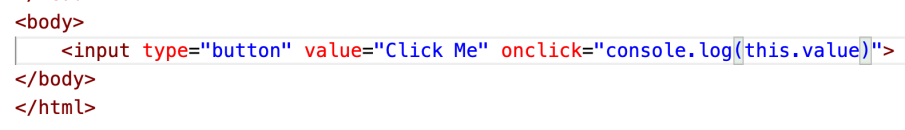 <body>
<input type="button" value="Click Me" onclick="console.log(this.value)">
</body>
</html>